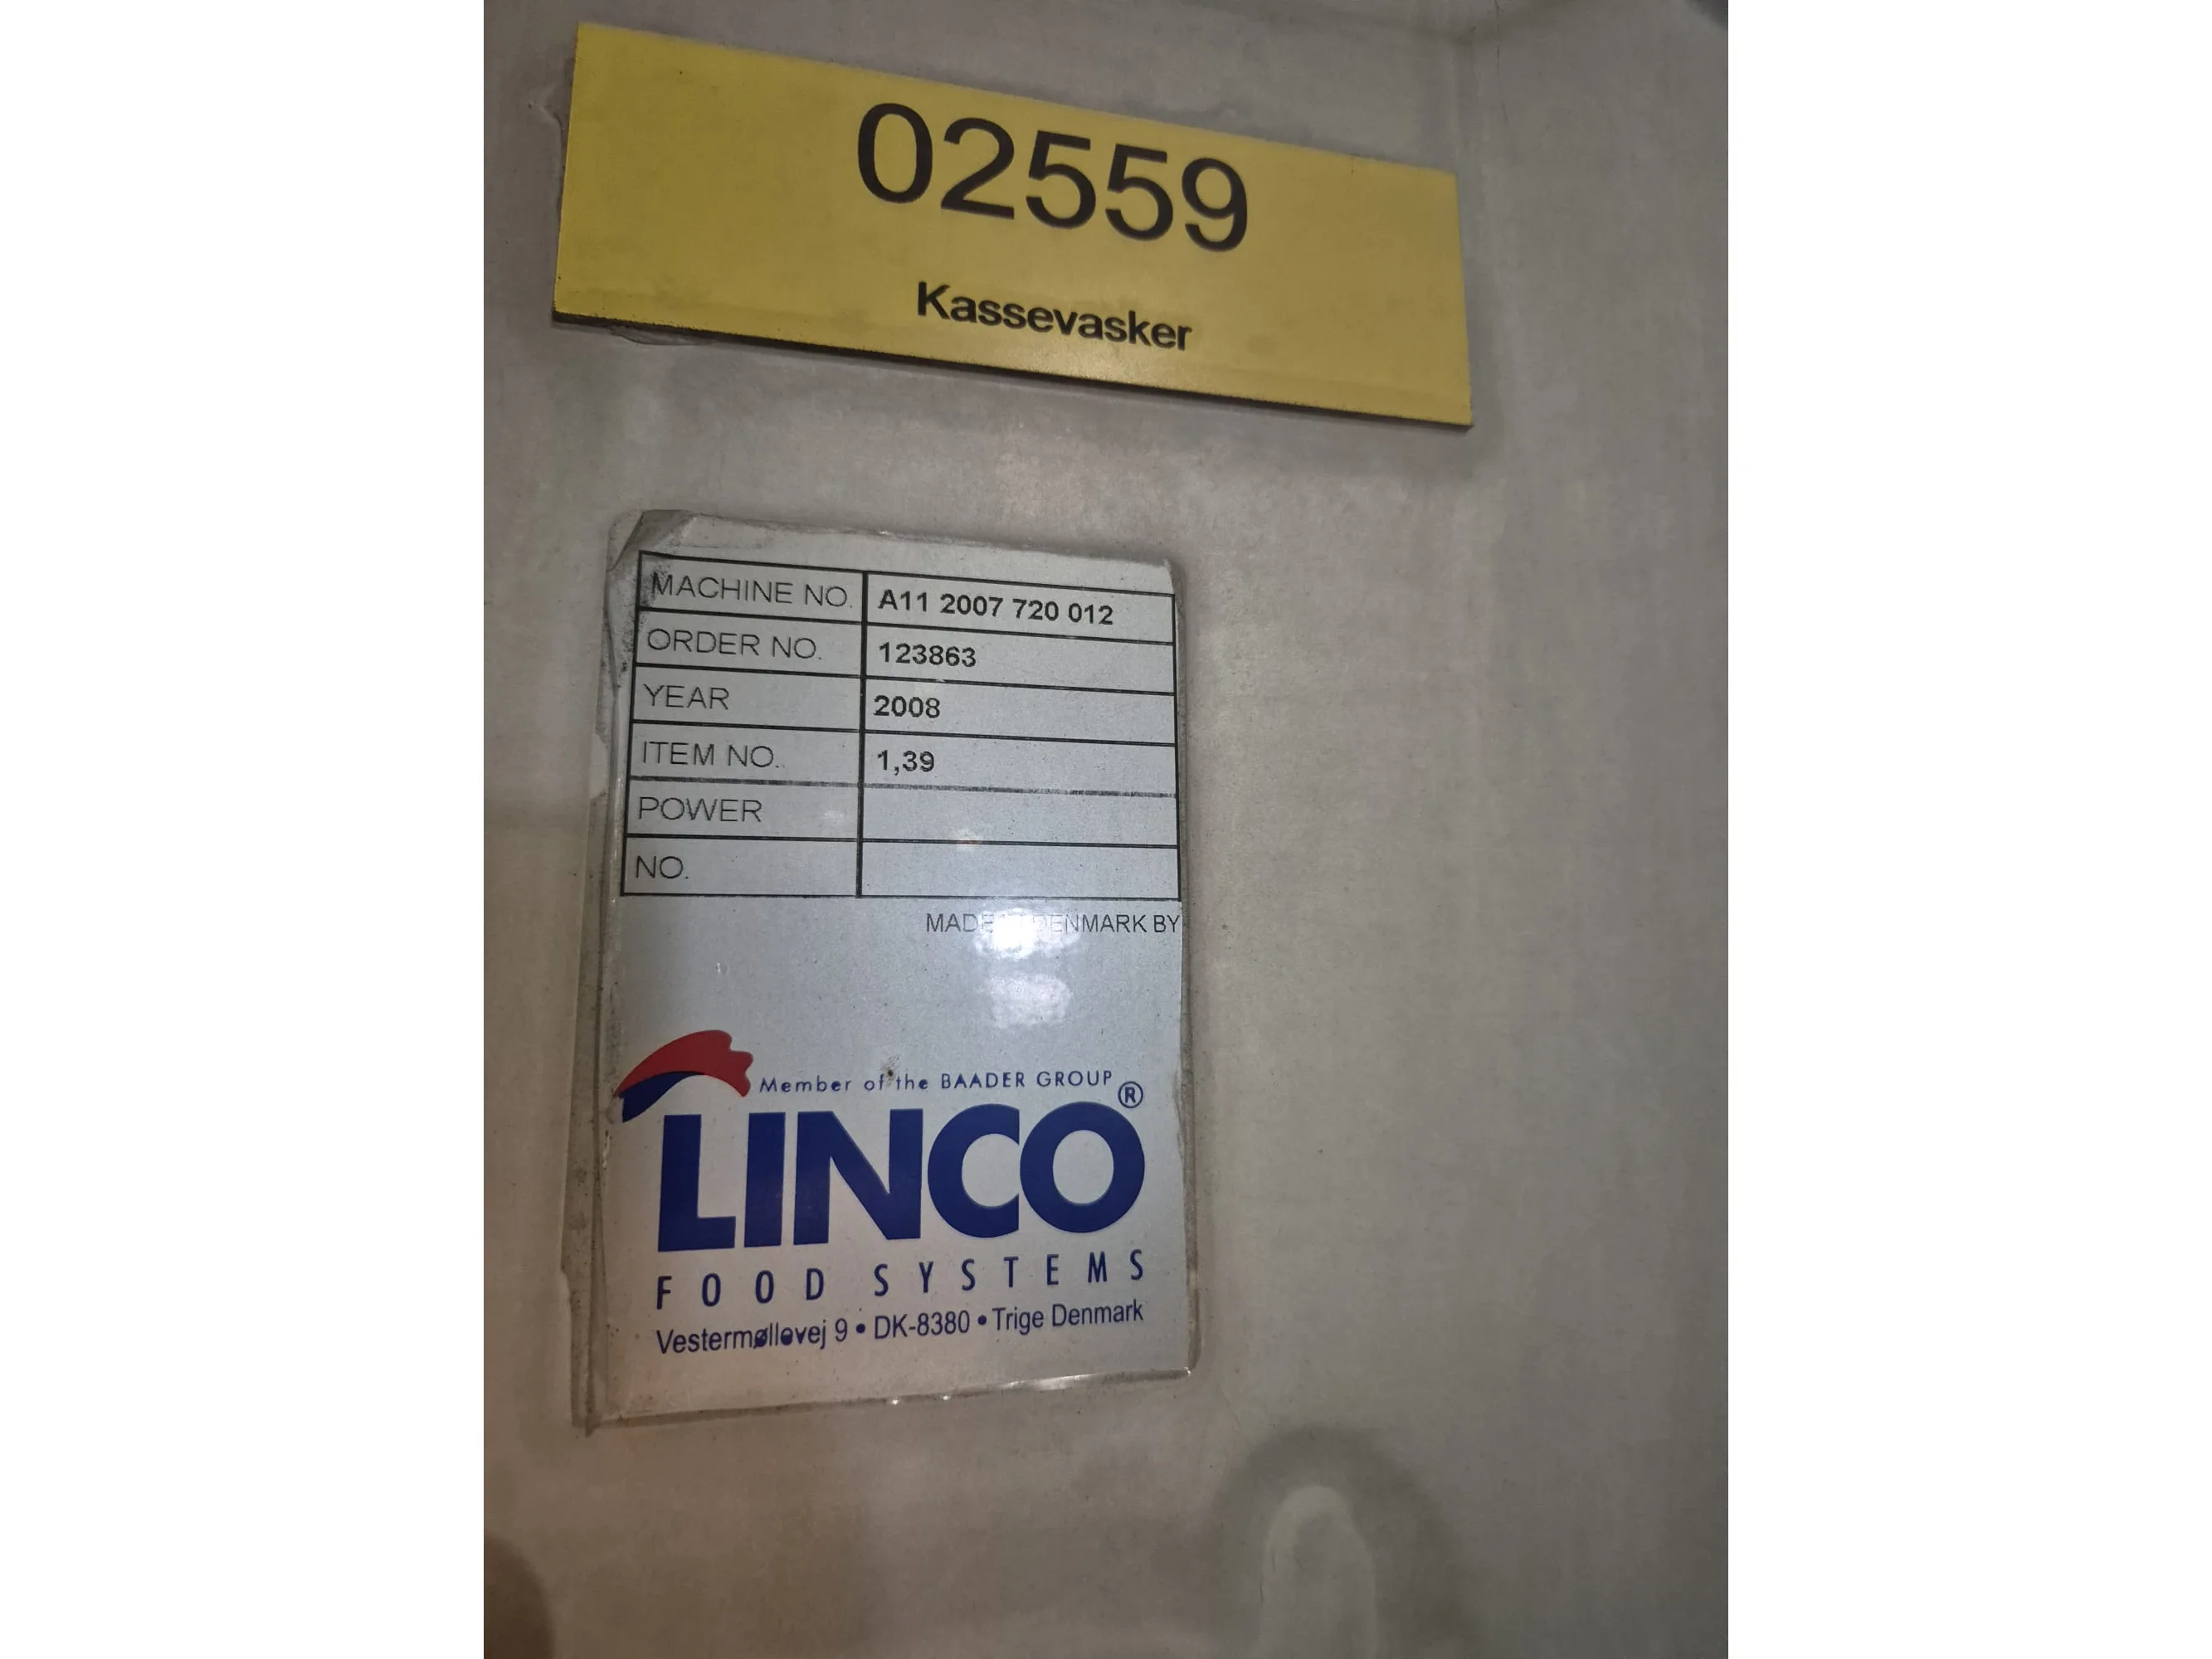 02559
Kassevasker
MACHINE NO. A11 2007 720 012
ORDER NO. 123863
YEAR 2008
ITEM NO. 1,39
POWER
NO.
MADE DENMARK BY
Member of the BAADER GROUP
LINCO®
FOOD SYSTEMS
Vestermøllevej 9 • DK-8380 • Trige Denmark